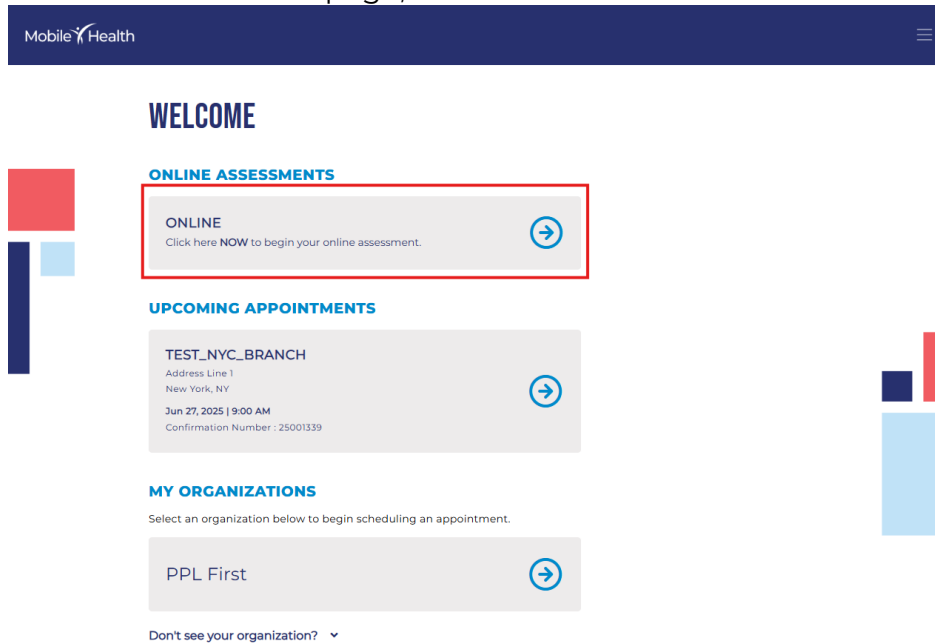 Mobile Health
WELCOME
ONLINE ASSESSMENTS
ONLINE
Click here NOW to begin your online assessment.
UPCOMING APPOINTMENTS
TEST_NYC_BRANCH
Address Line 1
New York, NY
Jun 27, 2025 | 9:00 AM
Confirmation Number : 25001339
MY ORGANIZATIONS
Select an organization below to begin scheduling an appointment.
PPL First
Don't see your organization?